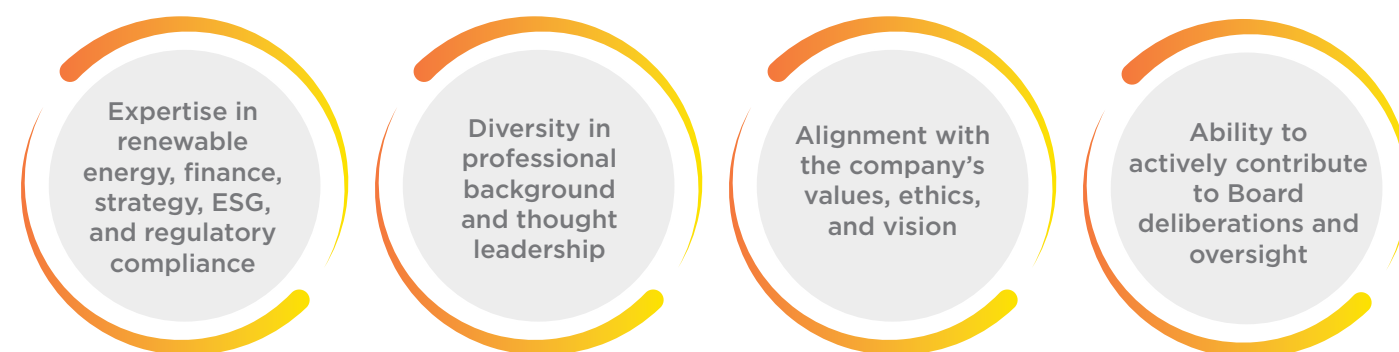 Expertise in
renewable
energy, finance,
strategy, ESG,
and regulatory
compliance
Diversity in
professional
background
and thought
leadership
Alignment with
the company’s
values, ethics,
and vision
Ability to
actively contribute
to Board
deliberations and
oversight